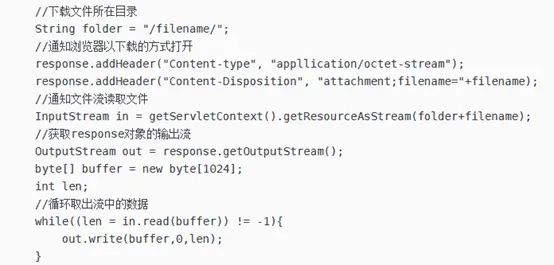 //下载文件所在目录
String folder = "/filename/";
//通知浏览器以下载的方式打开
response.addHeader("Content-type", "appllication/octet-stream");
response.addHeader("Content-Disposition", "attachment;filename="+filename);
//通知文件流读取文件
InputStream in = getServletContext().getResourceAsStream(folder+filename);
//获取response对象的输出流
OutputStream out = response.getOutputStream();
byte[] buffer = new byte[1024];
int len;
//循环取出流中的数据
while((len = in.read(buffer)) != -1){
    out.write(buffer,0,len);
}